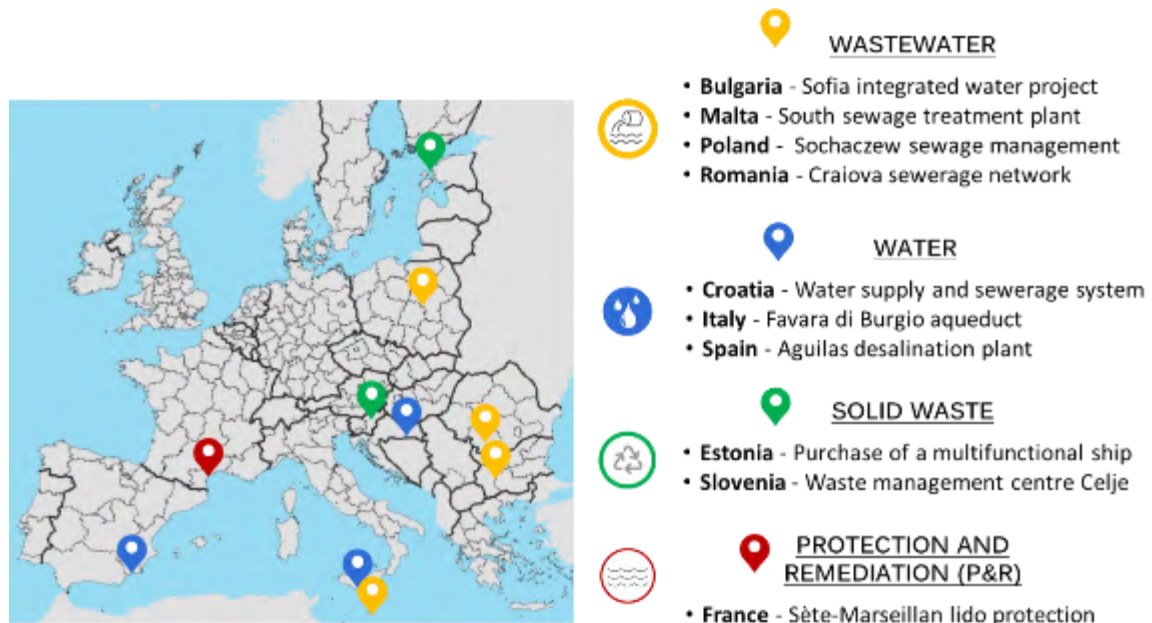 WASTEWATER
• Bulgaria - Sofia integrated water project
• Malta - South sewage treatment plant
• Poland - Sochaczew sewage management
• Romania - Craiova sewerage network
WATER
• Croatia - Water supply and sewerage system
• Italy - Favara di Burgio aqueduct
• Spain - Aguilas desalination plant
SOLID WASTE
• Estonia - Purchase of a multifunctional ship
• Slovenia - Waste management centre Celje
PROTECTION AND
REMEDIATION (P&R)
• France - Sète-Marseillan lido protection